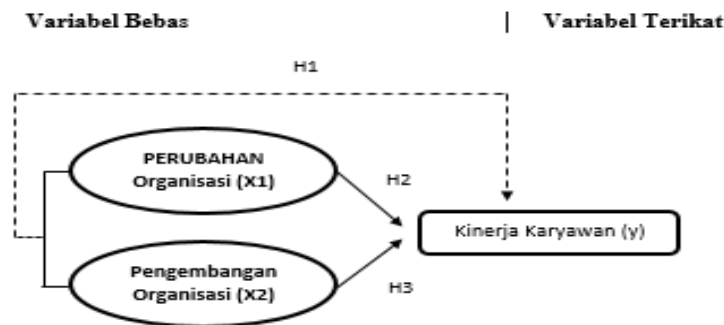 Variabel Bebas | Variabel Terikat
H1
PERUBAHAN
Organisasi (X1)
H2
Kinerja Karyawan (y)
Pengembangan
Organisasi (X2)
H3